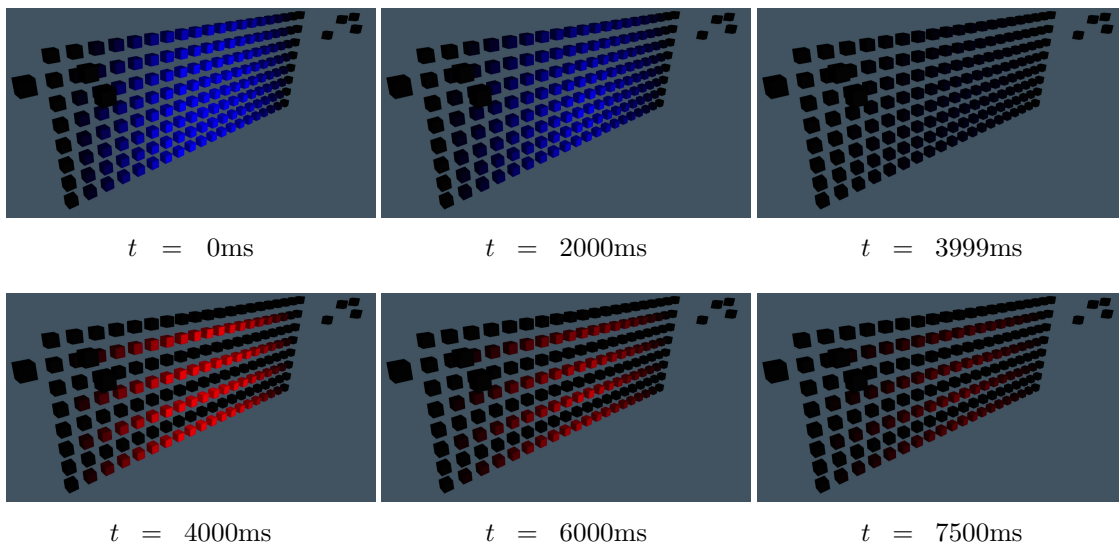 t = 0ms t = 2000ms t = 3999ms
t = 4000ms t = 6000ms t = 7500ms